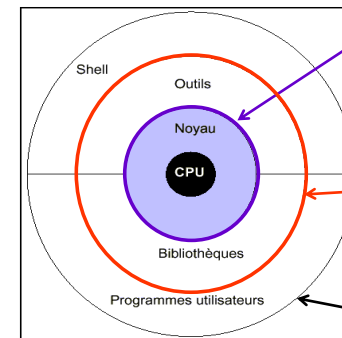 Shell
Outils
Noyau
CPU
Bibliothèques
Programmes utilisateurs